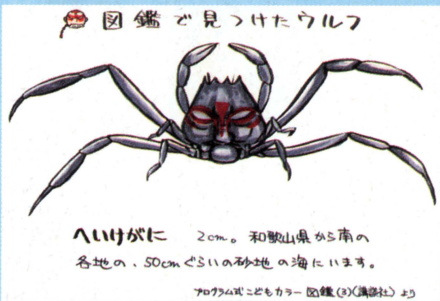 図鑑で見つけたウルフ
へいけがに 2cm。和歌山県から南の
各地の、50cmぐらいの砂地の海にいます。
プログラム式こどもカラー図鑑(3)(講談社)より